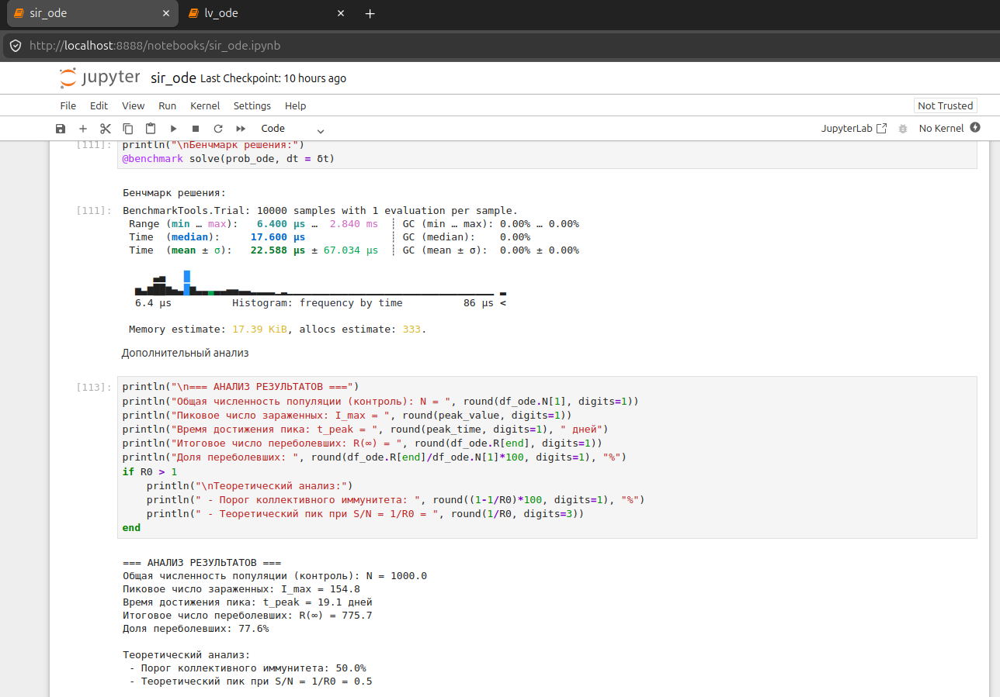 sir_ode
lv_ode
http://localhost:8888/notebooks/sir_ode.ipynb
jupyter sir_ode Last Checkpoint: 10 hours ago
File Edit View Run Kernel Settings Help Not Trusted
Code JupyterLab No Kernel
[111]: println("\nБенчмарк решения:")
@benchmark solve(prob_ode, dt = δt)
Бенчмарк решения:
[111]: BenchmarkTools.Trial: 10000 samples with 1 evaluation per sample.
Range (min … max): 6.400 μs … 2.840 ms ┊ GC (min … max): 0.00% … 0.00%
Time (median): 17.600 μs ┊ GC (median): 0.00%
Time (mean ± σ): 22.588 μs ± 67.034 μs ┊ GC (mean ± σ): 0.00% ± 0.00%
6.4 μs Histogram: frequency by time 86 μs <
Memory estimate: 17.39 KiB, allocs estimate: 333.
Дополнительный анализ
[113]: println("\n=== АНАЛИЗ РЕЗУЛЬТАТОВ ===")
println("Общая численность популяции (контроль): N = ", round(df_ode.N[1], digits=1))
println("Пиковое число зараженных: I_max = ", round(peak_value, digits=1))
println("Время достижения пика: t_peak = ", round(peak_time, digits=1), " дней")
println("Итоговое число переболевших: R(∞) = ", round(df_ode.R[end], digits=1))
println("Доля переболевших: ", round(df_ode.R[end]/df_ode.N[1]*100, digits=1), "%")
if R0 > 1
    println("\nТеоретический анализ:")
    println(" - Порог коллективного иммунитета: ", round((1-1/R0)*100, digits=1), "%")
    println(" - Теоретический пик при S/N = 1/R0 = ", round(1/R0, digits=3))
end
=== АНАЛИЗ РЕЗУЛЬТАТОВ ===
Общая численность популяции (контроль): N = 1000.0
Пиковое число зараженных: I_max = 154.8
Время достижения пика: t_peak = 19.1 дней
Итоговое число переболевших: R(∞) = 775.7
Доля переболевших: 77.6%
Теоретический анализ:
- Порог коллективного иммунитета: 50.0%
- Теоретический пик при S/N = 1/R0 = 0.5